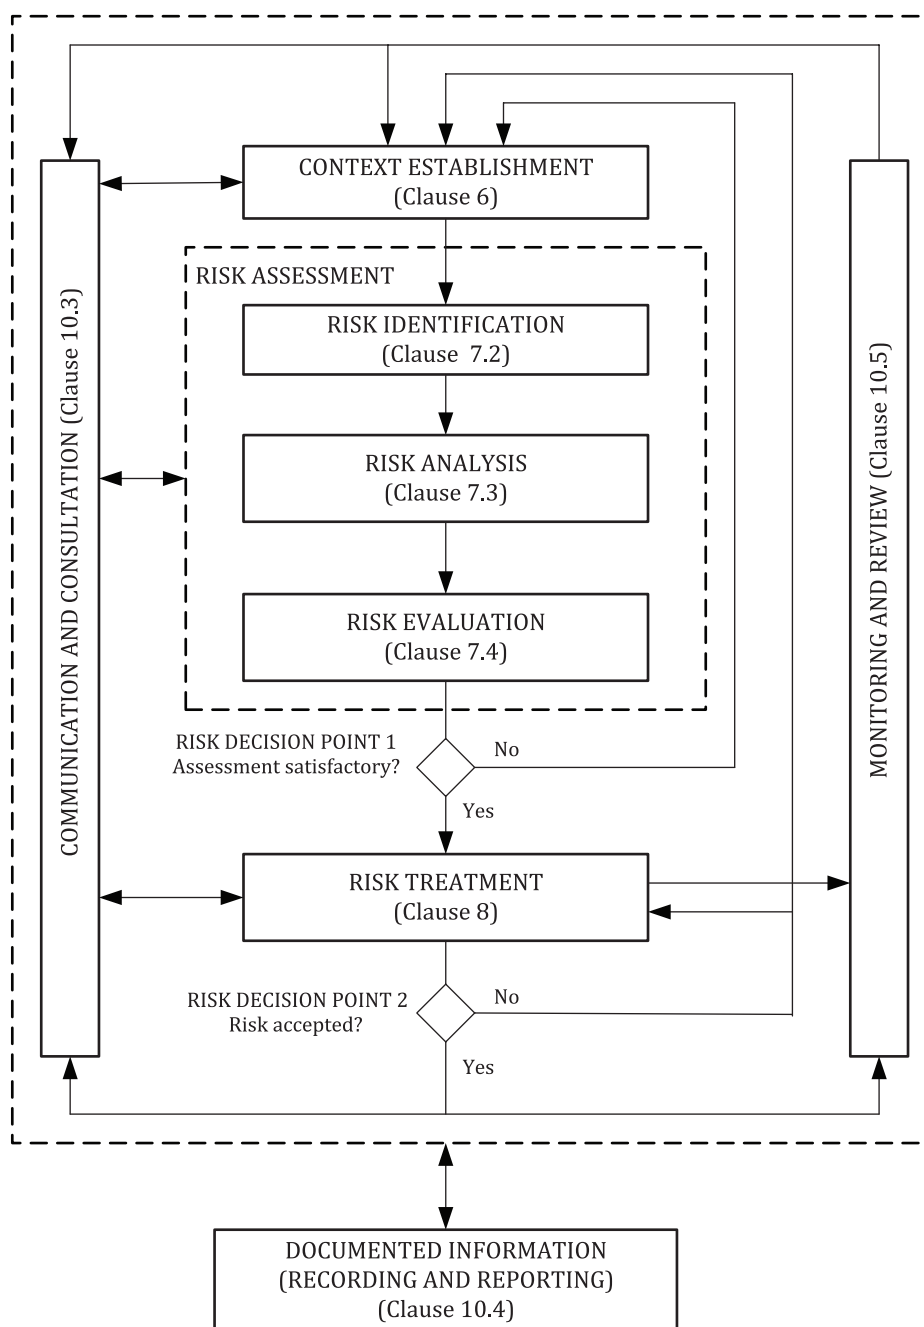 CONTEXT ESTABLISHMENT
(Clause 6)
RISK ASSESSMENT
RISK IDENTIFICATION
(Clause 7.2)
RISK ANALYSIS
(Clause 7.3)
RISK EVALUATION
(Clause 7.4)
COMMUNICATION AND CONSULTATION (Clause 10.3)
MONITORING AND REVIEW (Clause 10.5)
RISK DECISION POINT 1
Assessment satisfactory?
No
Yes
RISK TREATMENT
(Clause 8)
RISK DECISION POINT 2
Risk accepted?
No
Yes
DOCUMENTED INFORMATION
(RECORDING AND REPORTING)
(Clause 10.4)